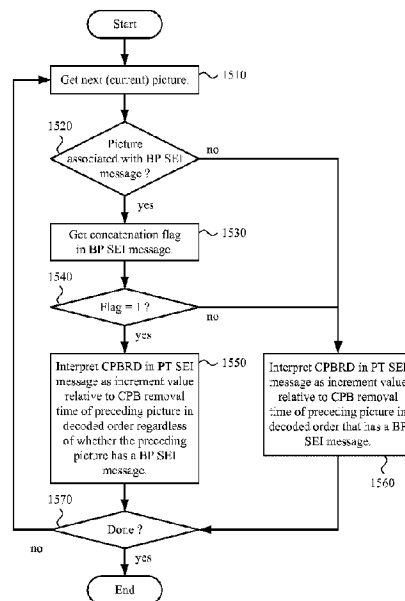 Start
Get next (current) picture.
1510
1520
Picture
associated with BP SEI
message ?
no
yes
Get concatenation flag
in BP SEI message.
1530
1540
Flag = 1 ?
no
yes
Interpret CPBRD in PT SEI
message as increment value
relative to CPB removal
time of preceding picture in
decoded order regardless
of whether the preceding
picture has a BP SEI
message.
1550
Interpret CPBRD in PT SEI
message as increment value
relative to CPB removal
time of preceding picture in
decoded order that has a BP
SEI message.
1560
1570
Done ?
no
yes
End